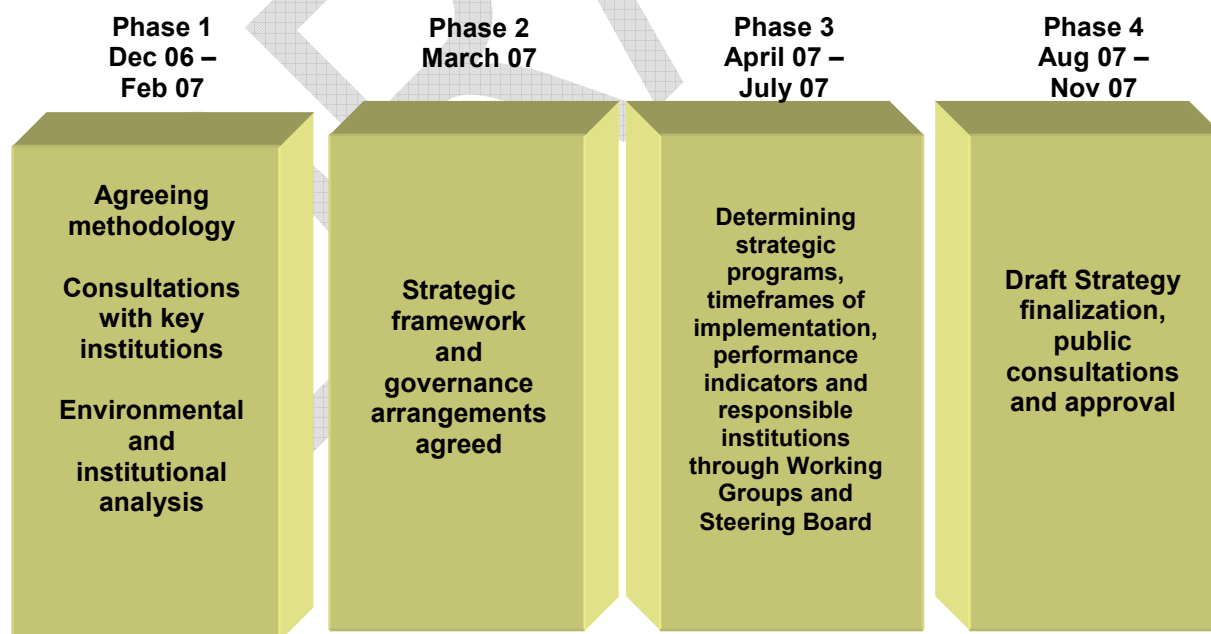 Phase 1
Dec 06 –
Feb 07
Phase 2
March 07
Phase 3
April 07 –
July 07
Phase 4
Aug 07 –
Nov 07
Agreeing
methodology
Consultations
with key
institutions
Environmental
and
institutional
analysis
Strategic
framework
and
governance
arrangements
agreed
Determining
strategic
programs,
timeframes of
implementation,
performance
indicators and
responsible
institutions
through Working
Groups and
Steering Board
Draft Strategy
finalization,
public
consultations
and approval